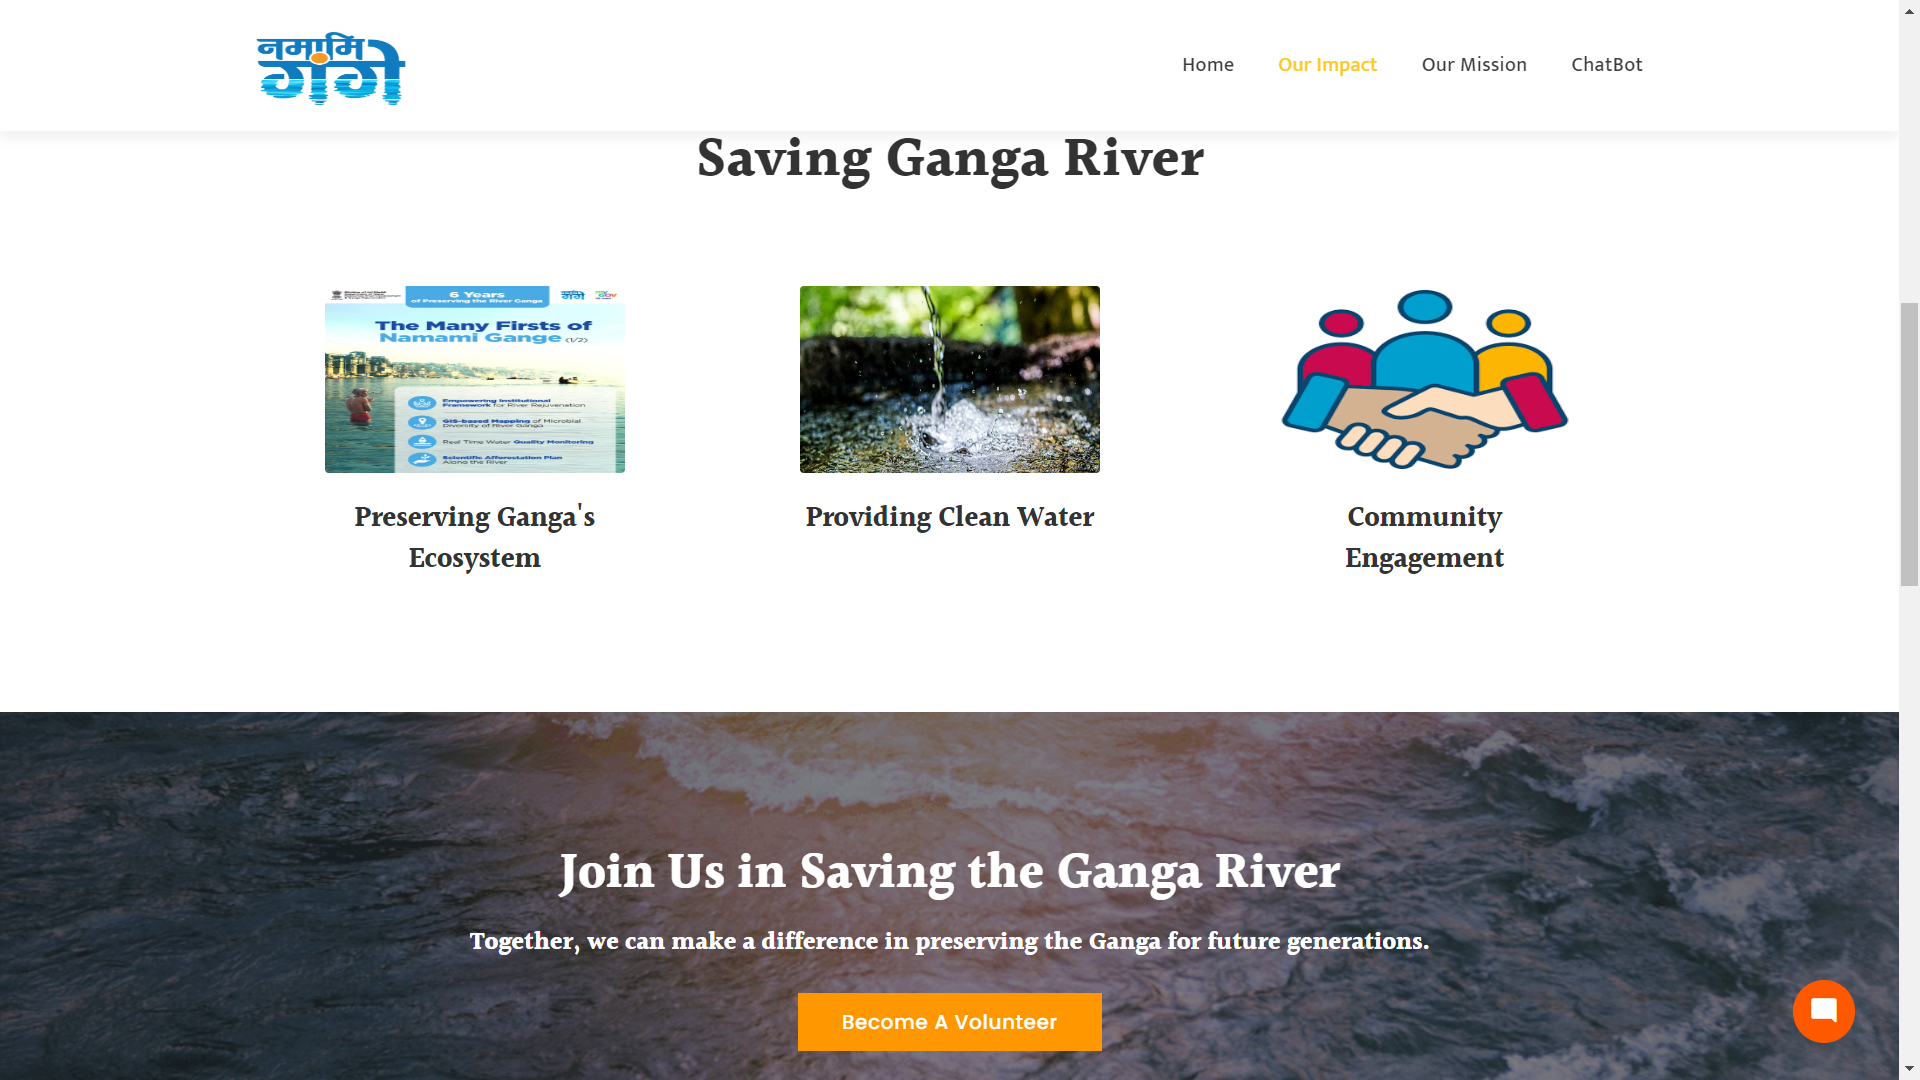 नमामि
गंगे
Home Our Impact Our Mission ChatBot
Saving Ganga River
6 Years
of Preserving the River Ganga
नमामि
गंगे
The Many Firsts of
Namami Gange (1/2)
Empowering Institutional
Framework for River Rejuvenation
GIS-based Mapping of Microbial
Diversity of River Ganga
Real Time Water Quality Monitoring
Scientific Afforestation Plan
Along the River
Preserving Ganga's
Ecosystem
Providing Clean Water
Community
Engagement
Join Us in Saving the Ganga River
Together, we can make a difference in preserving the Ganga for future generations.
Become A Volunteer